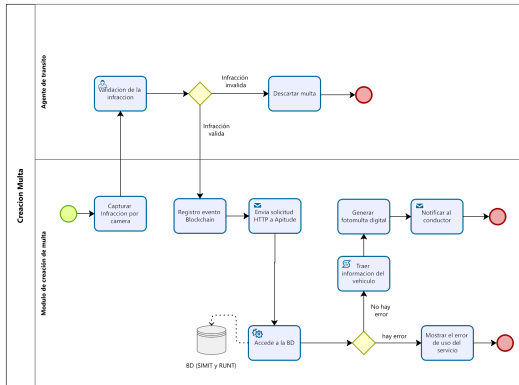 Creacion Multa
Agente de transito
Validacion de la
infraccion
Infracción
invalida
Descartar multa
Infracción
valida
Modulo de creación de multa
Capturar
Infraccion por
camera
Registro evento
Blockchain
Envia solicitud
HTTP a Apitude
Generar
fotomulta digital
Notificar al
conductor
Traer
informacion del
vehiculo
No hay
error
BD (SIMIT y RUNT)
Accede a la BD
hay error
Mostrar el error
de uso del
servicio